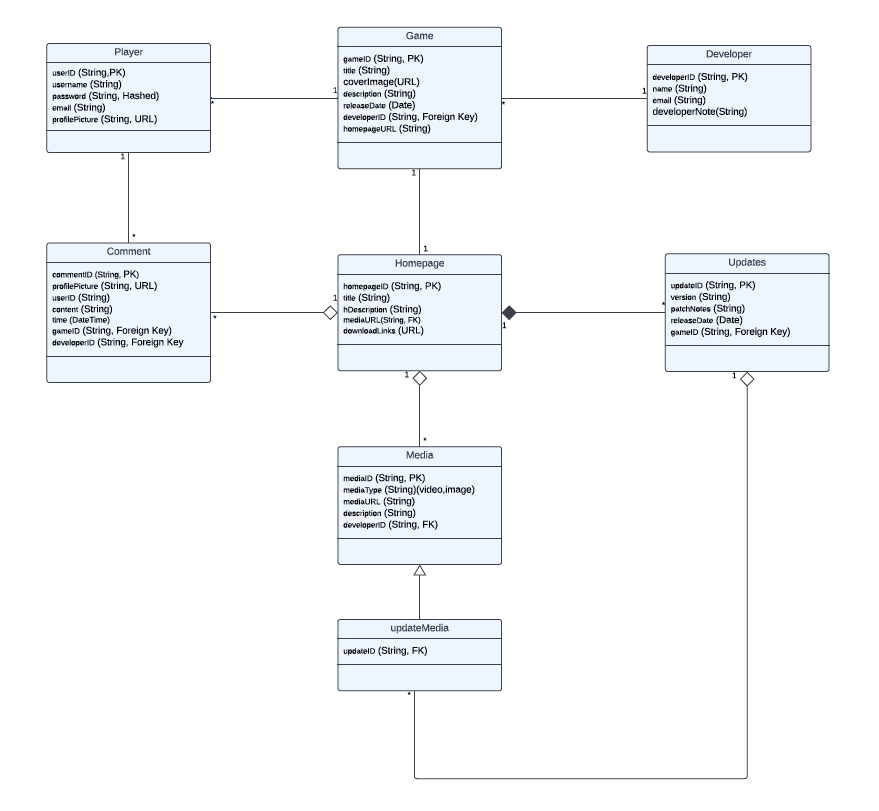 Player
userID (String,PK)
username (String)
password (String, Hashed)
email (String)
profilePicture (String, URL)
*
1
Game
gameID (String, PK)
title (String)
coverImage(URL)
description (String)
releaseDate (Date)
developerID (String, Foreign Key)
homepageURL (String)
*
1
Developer
developerID (String, PK)
name (String)
email (String)
developerNote(String)
1
*
1
1
Comment
commentID (String, PK)
profilePicture (String, URL)
userID (String)
content (String)
time (DateTime)
gameID (String, Foreign Key)
developerID (String, Foreign Key
*
1
Homepage
homepageID (String, PK)
title (String)
hDescription (String)
mediaURL(String, FK)
downloadLinks (URL)
1
*
Updates
updateID (String, PK)
version (String)
patchNotes (String)
releaseDate (Date)
gameID (String, Foreign Key)
1
*
1
Media
mediaID (String, PK)
mediaType (String)(video,image)
mediaURL (String)
description (String)
developerID (String, FK)
updateMedia
updateID (String, FK)
*